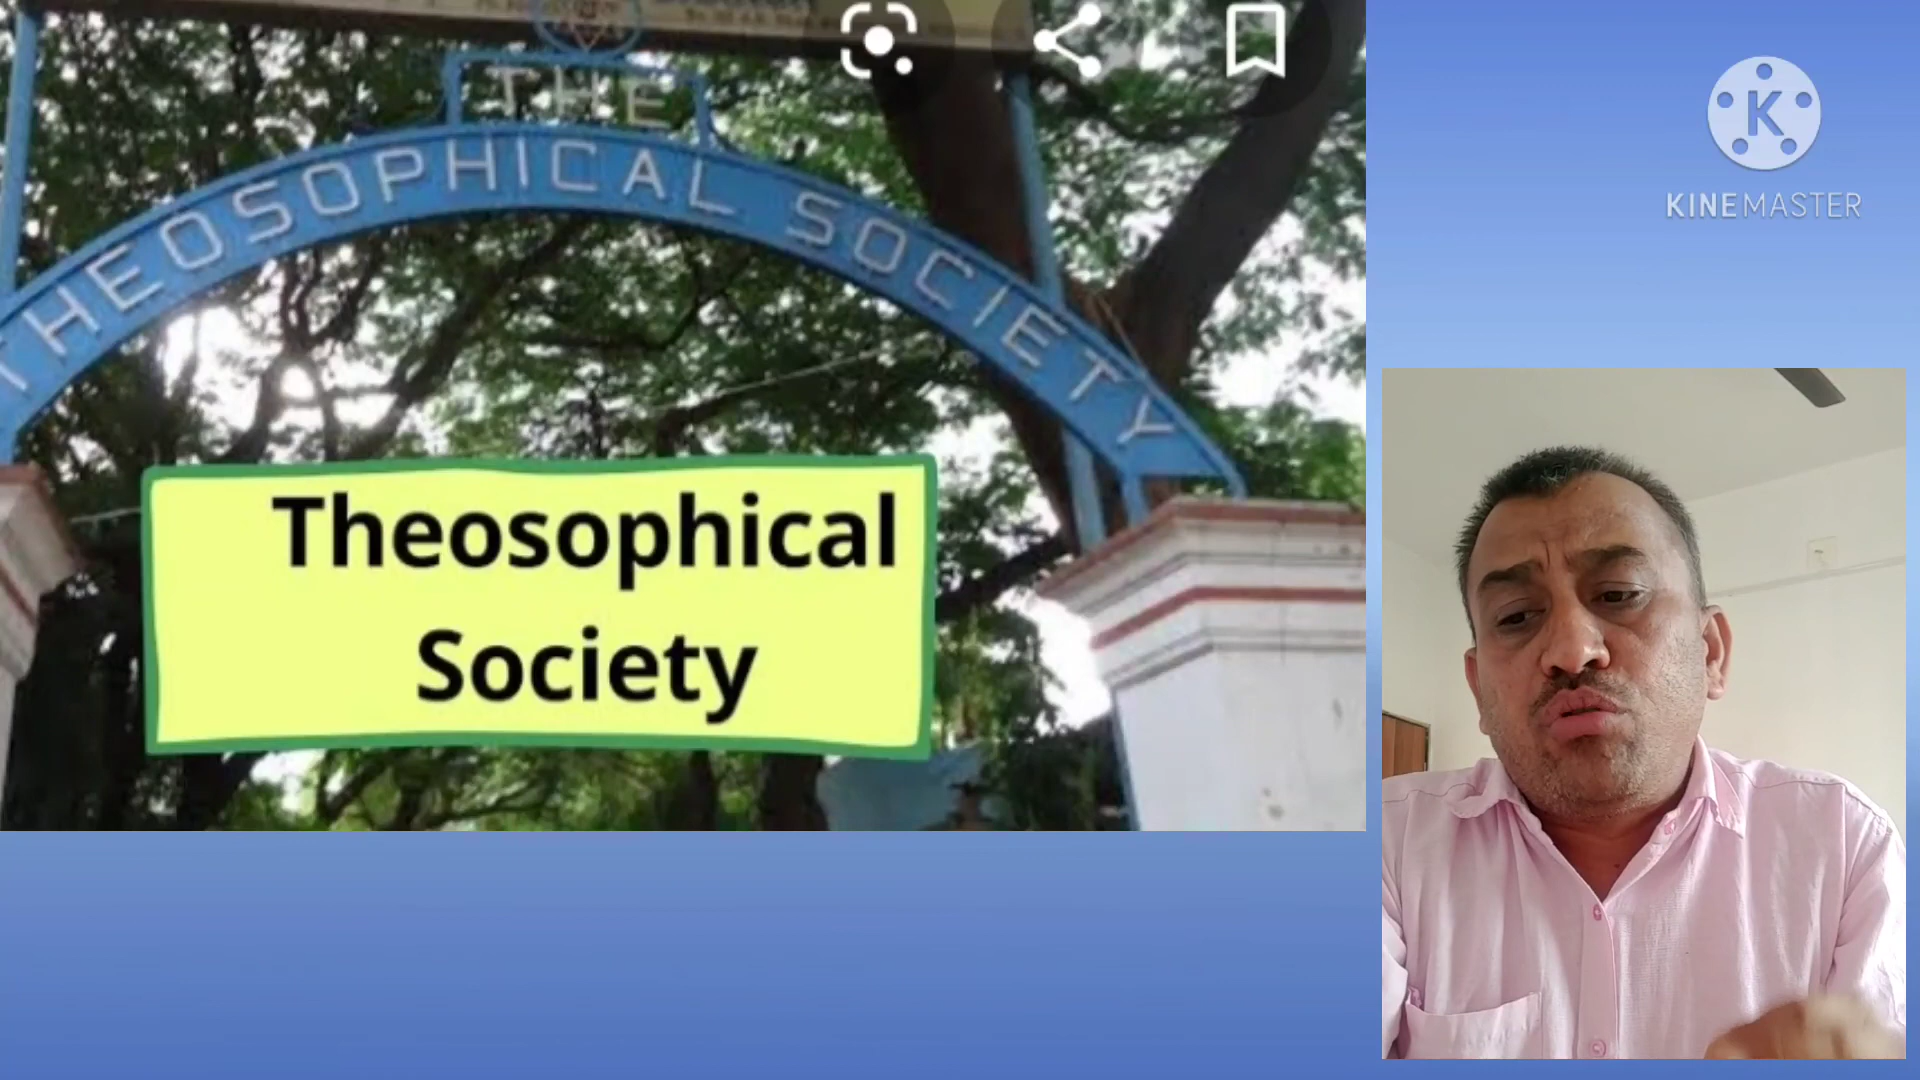 THE
THEOSOPHICAL SOCIETY
Theosophical
Society
K
KINEMASTER